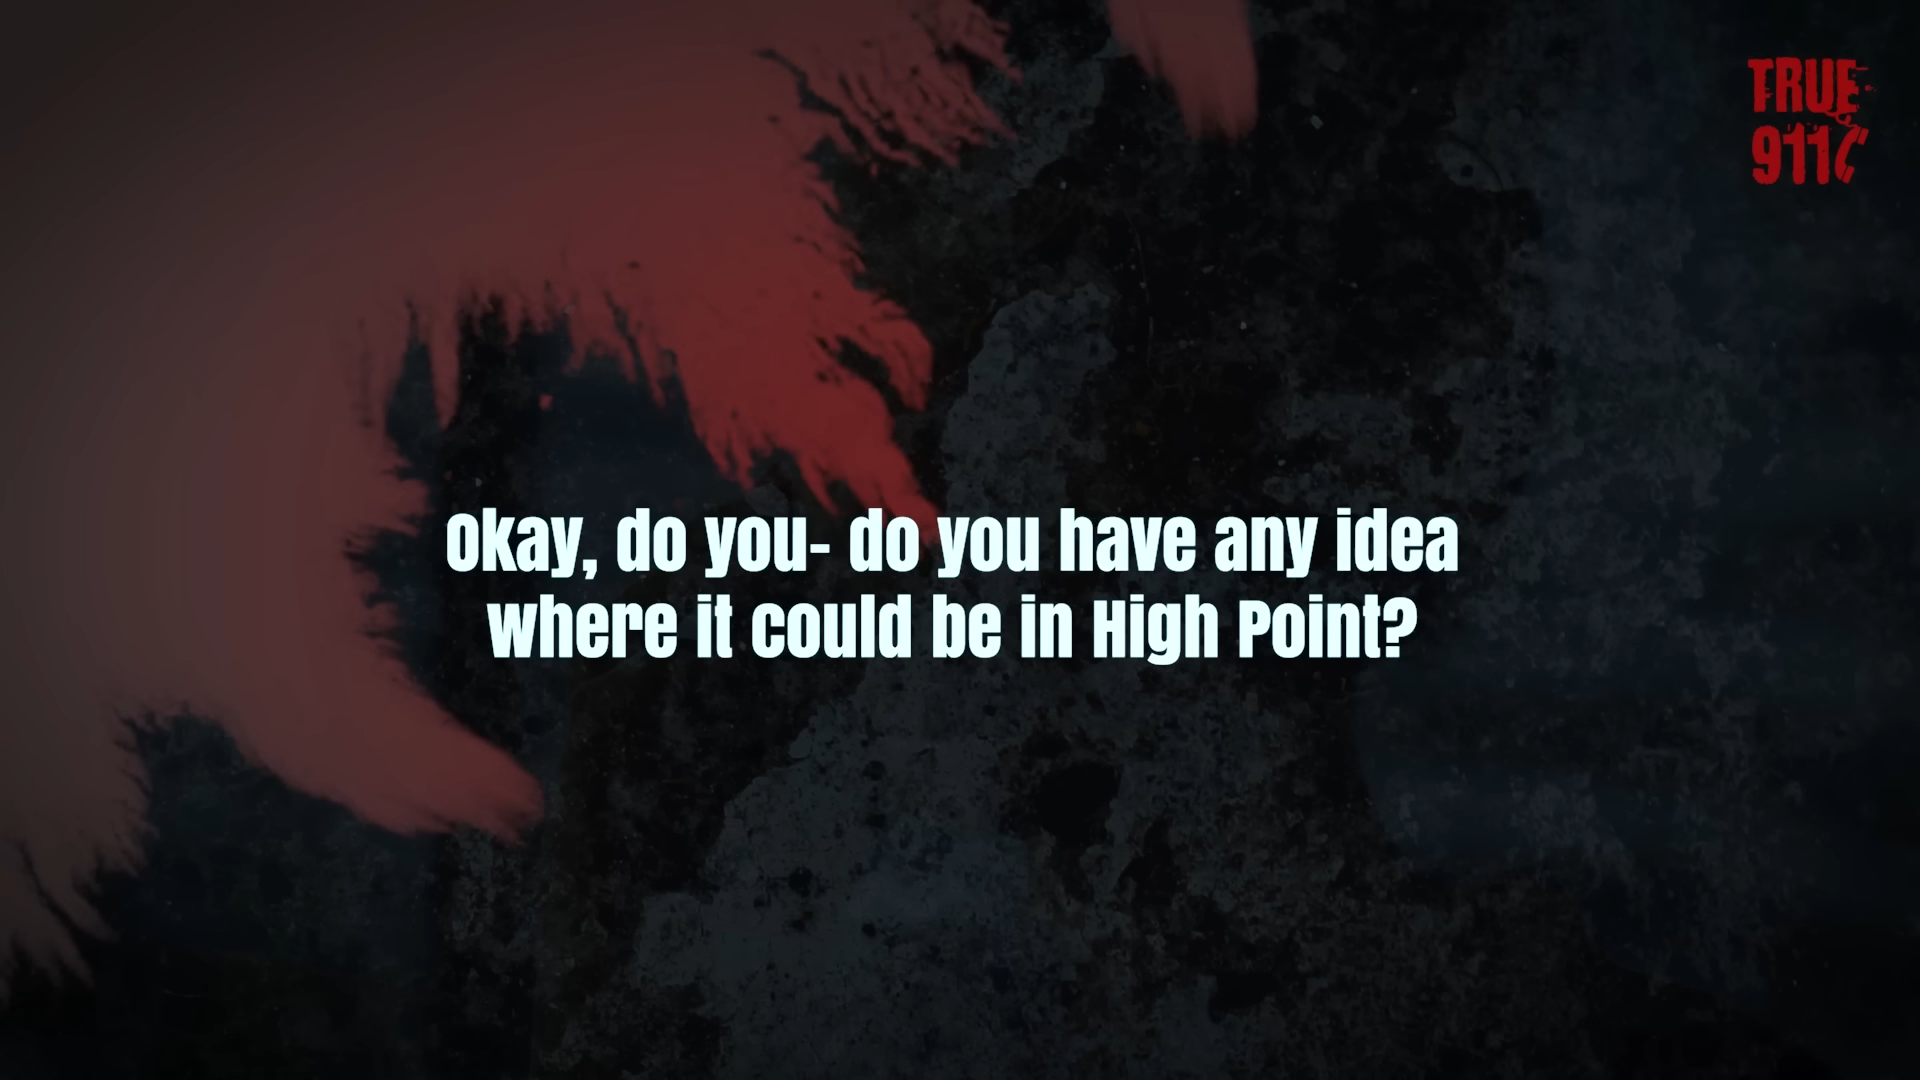 TRUE
911
Okay, do you- do you have any idea
where it could be in High Point?